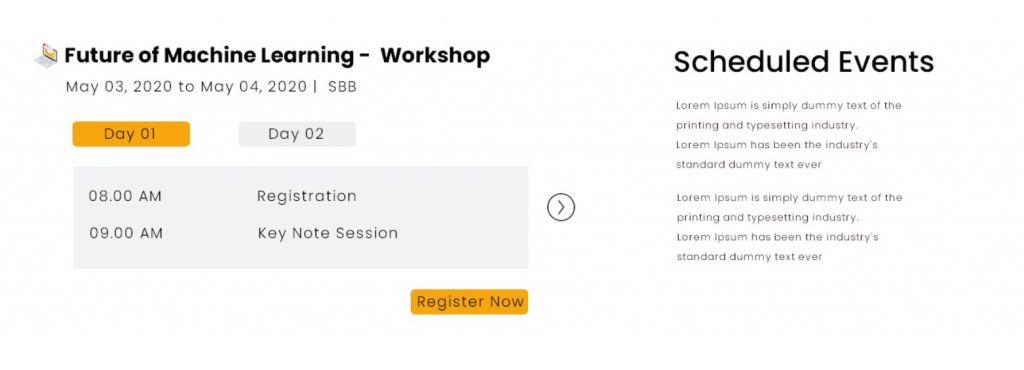 Future of Machine Learning - Workshop
May 03, 2020 to May 04, 2020 | SBB
Day 01
Day 02
08.00 AM Registration
09.00 AM Key Note Session
Register Now
Scheduled Events
Lorem Ipsum is simply dummy text of the
printing and typesetting industry.
Lorem Ipsum has been the industry's
standard dummy text ever
Lorem Ipsum is simply dummy text of the
printing and typesetting industry.
Lorem Ipsum has been the industry's
standard dummy text ever